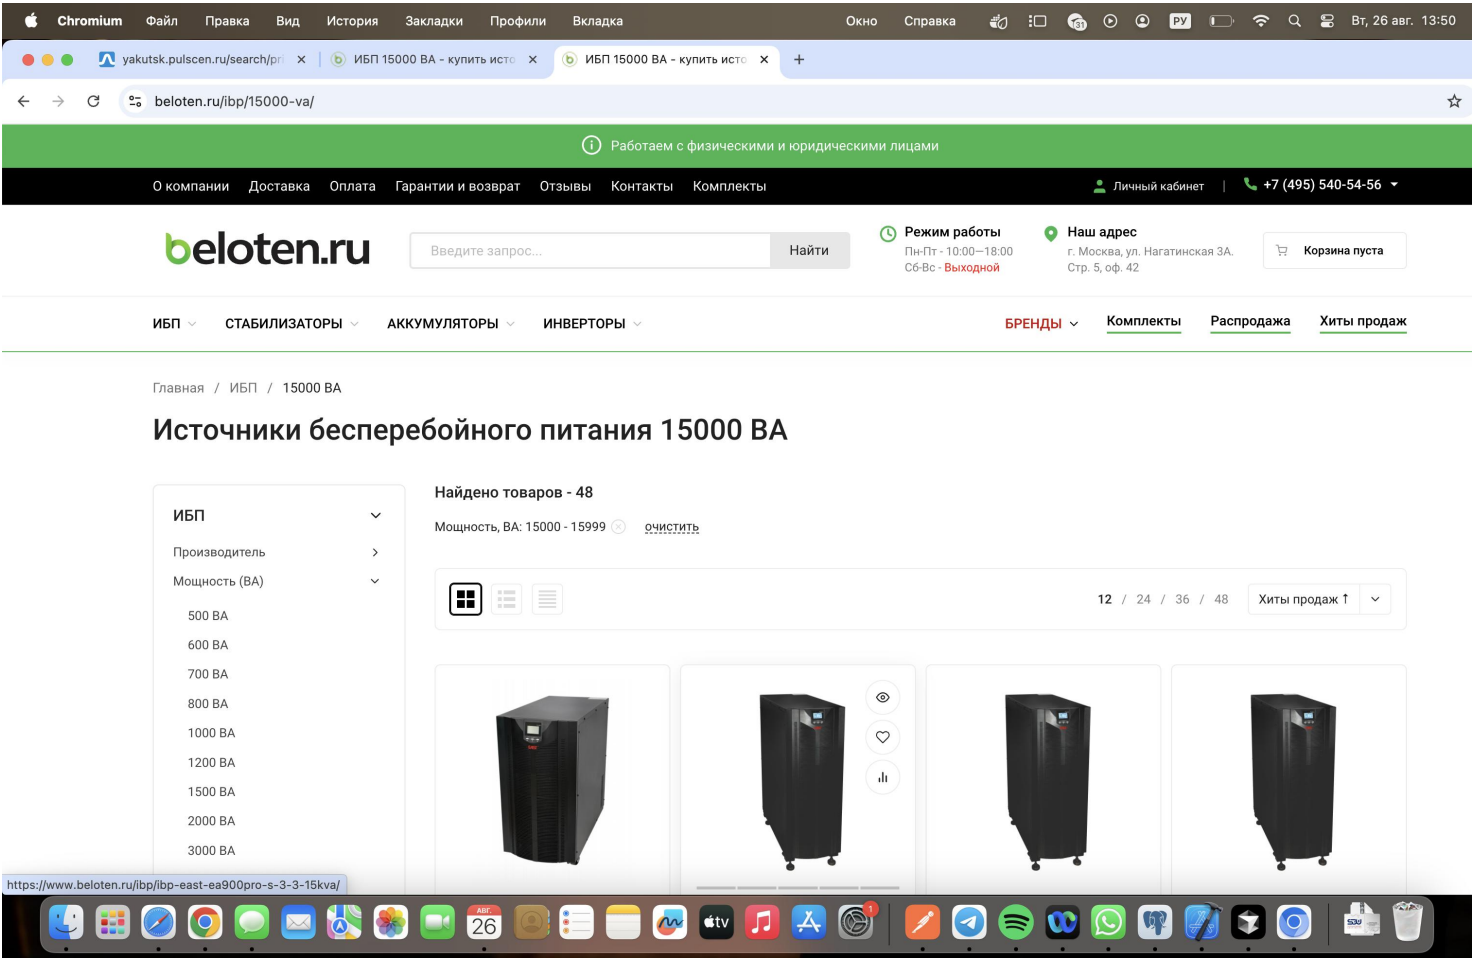 Chromium Файл Правка Вид История Закладки Профили Вкладка Окно Справка 31 РУ Вт, 26 авг. 13:50
yakutsk.pulscen.ru/search/pri ИБП 15000 ВА - купить исто ИБП 15000 ВА - купить исто
beloten.ru/ibp/15000-va/
Работаем с физическими и юридическими лицами
О компании Доставка Оплата Гарантии и возврат Отзывы Контакты Комплекты Личный кабинет | +7 (495) 540-54-56
beloten.ru
Введите запрос... Найти
Режим работы
Пн-Пт - 10:00—18:00
Сб-Вс - Выходной
Наш адрес
г. Москва, ул. Нагатинская 3А.
Стр. 5, оф. 42
Корзина пуста
ИБП СТАБИЛИЗАТОРЫ АККУМУЛЯТОРЫ ИНВЕРТОРЫ БРЕНДЫ Комплекты Распродажа Хиты продаж
Главная / ИБП / 15000 ВА
Источники бесперебойного питания 15000 ВА
ИБП
Производитель
Мощность (ВА)
500 ВА
600 ВА
700 ВА
800 ВА
1000 ВА
1200 ВА
1500 ВА
2000 ВА
3000 ВА
Найдено товаров - 48
Мощность, ВА: 15000 - 15999 очистить
12 / 24 / 36 / 48 Хиты продаж ↑
https://www.beloten.ru/ibp/ibp-east-ea900pro-s-3-3-15kva/
АВГ.
26
tv
1